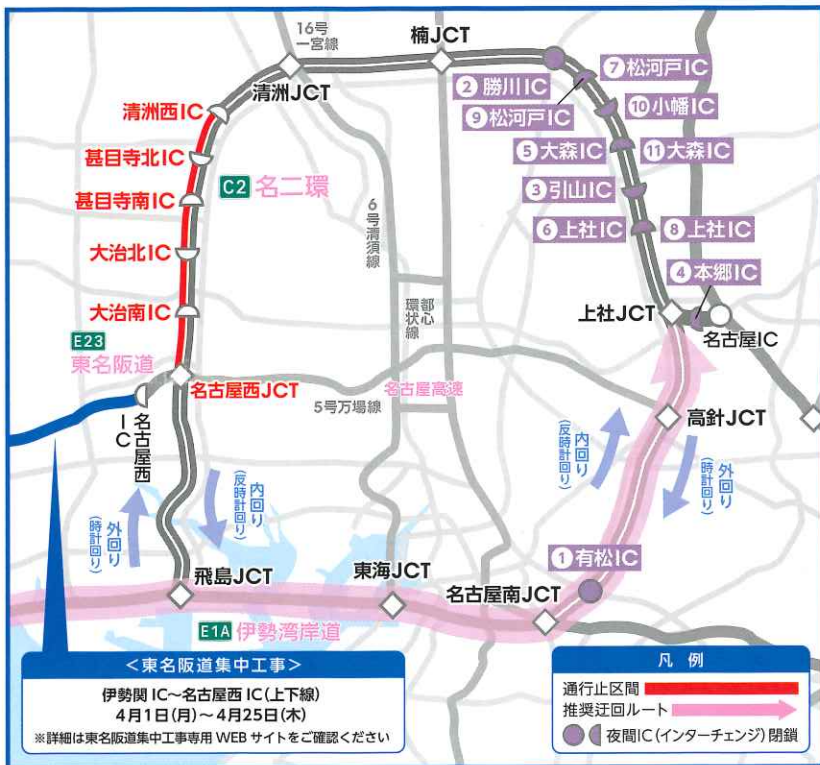 16号
一宮線
楠JCT
清洲JCT
② 勝川IC
⑦ 松河戸IC
⑨ 松河戸IC
⑩ 小幡IC
⑤ 大森IC
⑪ 大森IC
③ 引山IC
⑥ 上社IC
⑧ 上社IC
④ 本郷IC
上社JCT
名古屋IC
清洲西IC
甚目寺北IC
甚目寺南IC
大治北IC
大治南IC
C2 名二環
6号清須線
都心
環状線
E23
東名阪道
名古屋西JCT
名古屋西
IC
5号万場線
名古屋高速
高針JCT
内回り
(反時計回り)
外回り
(時計回り)
内回り
(反時計回り)
外回り
(時計回り)
① 有松IC
飛島JCT
東海JCT
名古屋南JCT
E1A 伊勢湾岸道
<東名阪道集中工事>
伊勢関 IC~名古屋西 IC(上下線)
4月1日(月)~4月25日(木)
※詳細は東名阪道集中工事専用 WEB サイトをご確認ください
凡 例
通行止区間
推奨迂回ルート
夜間IC(インターチェンジ)閉鎖